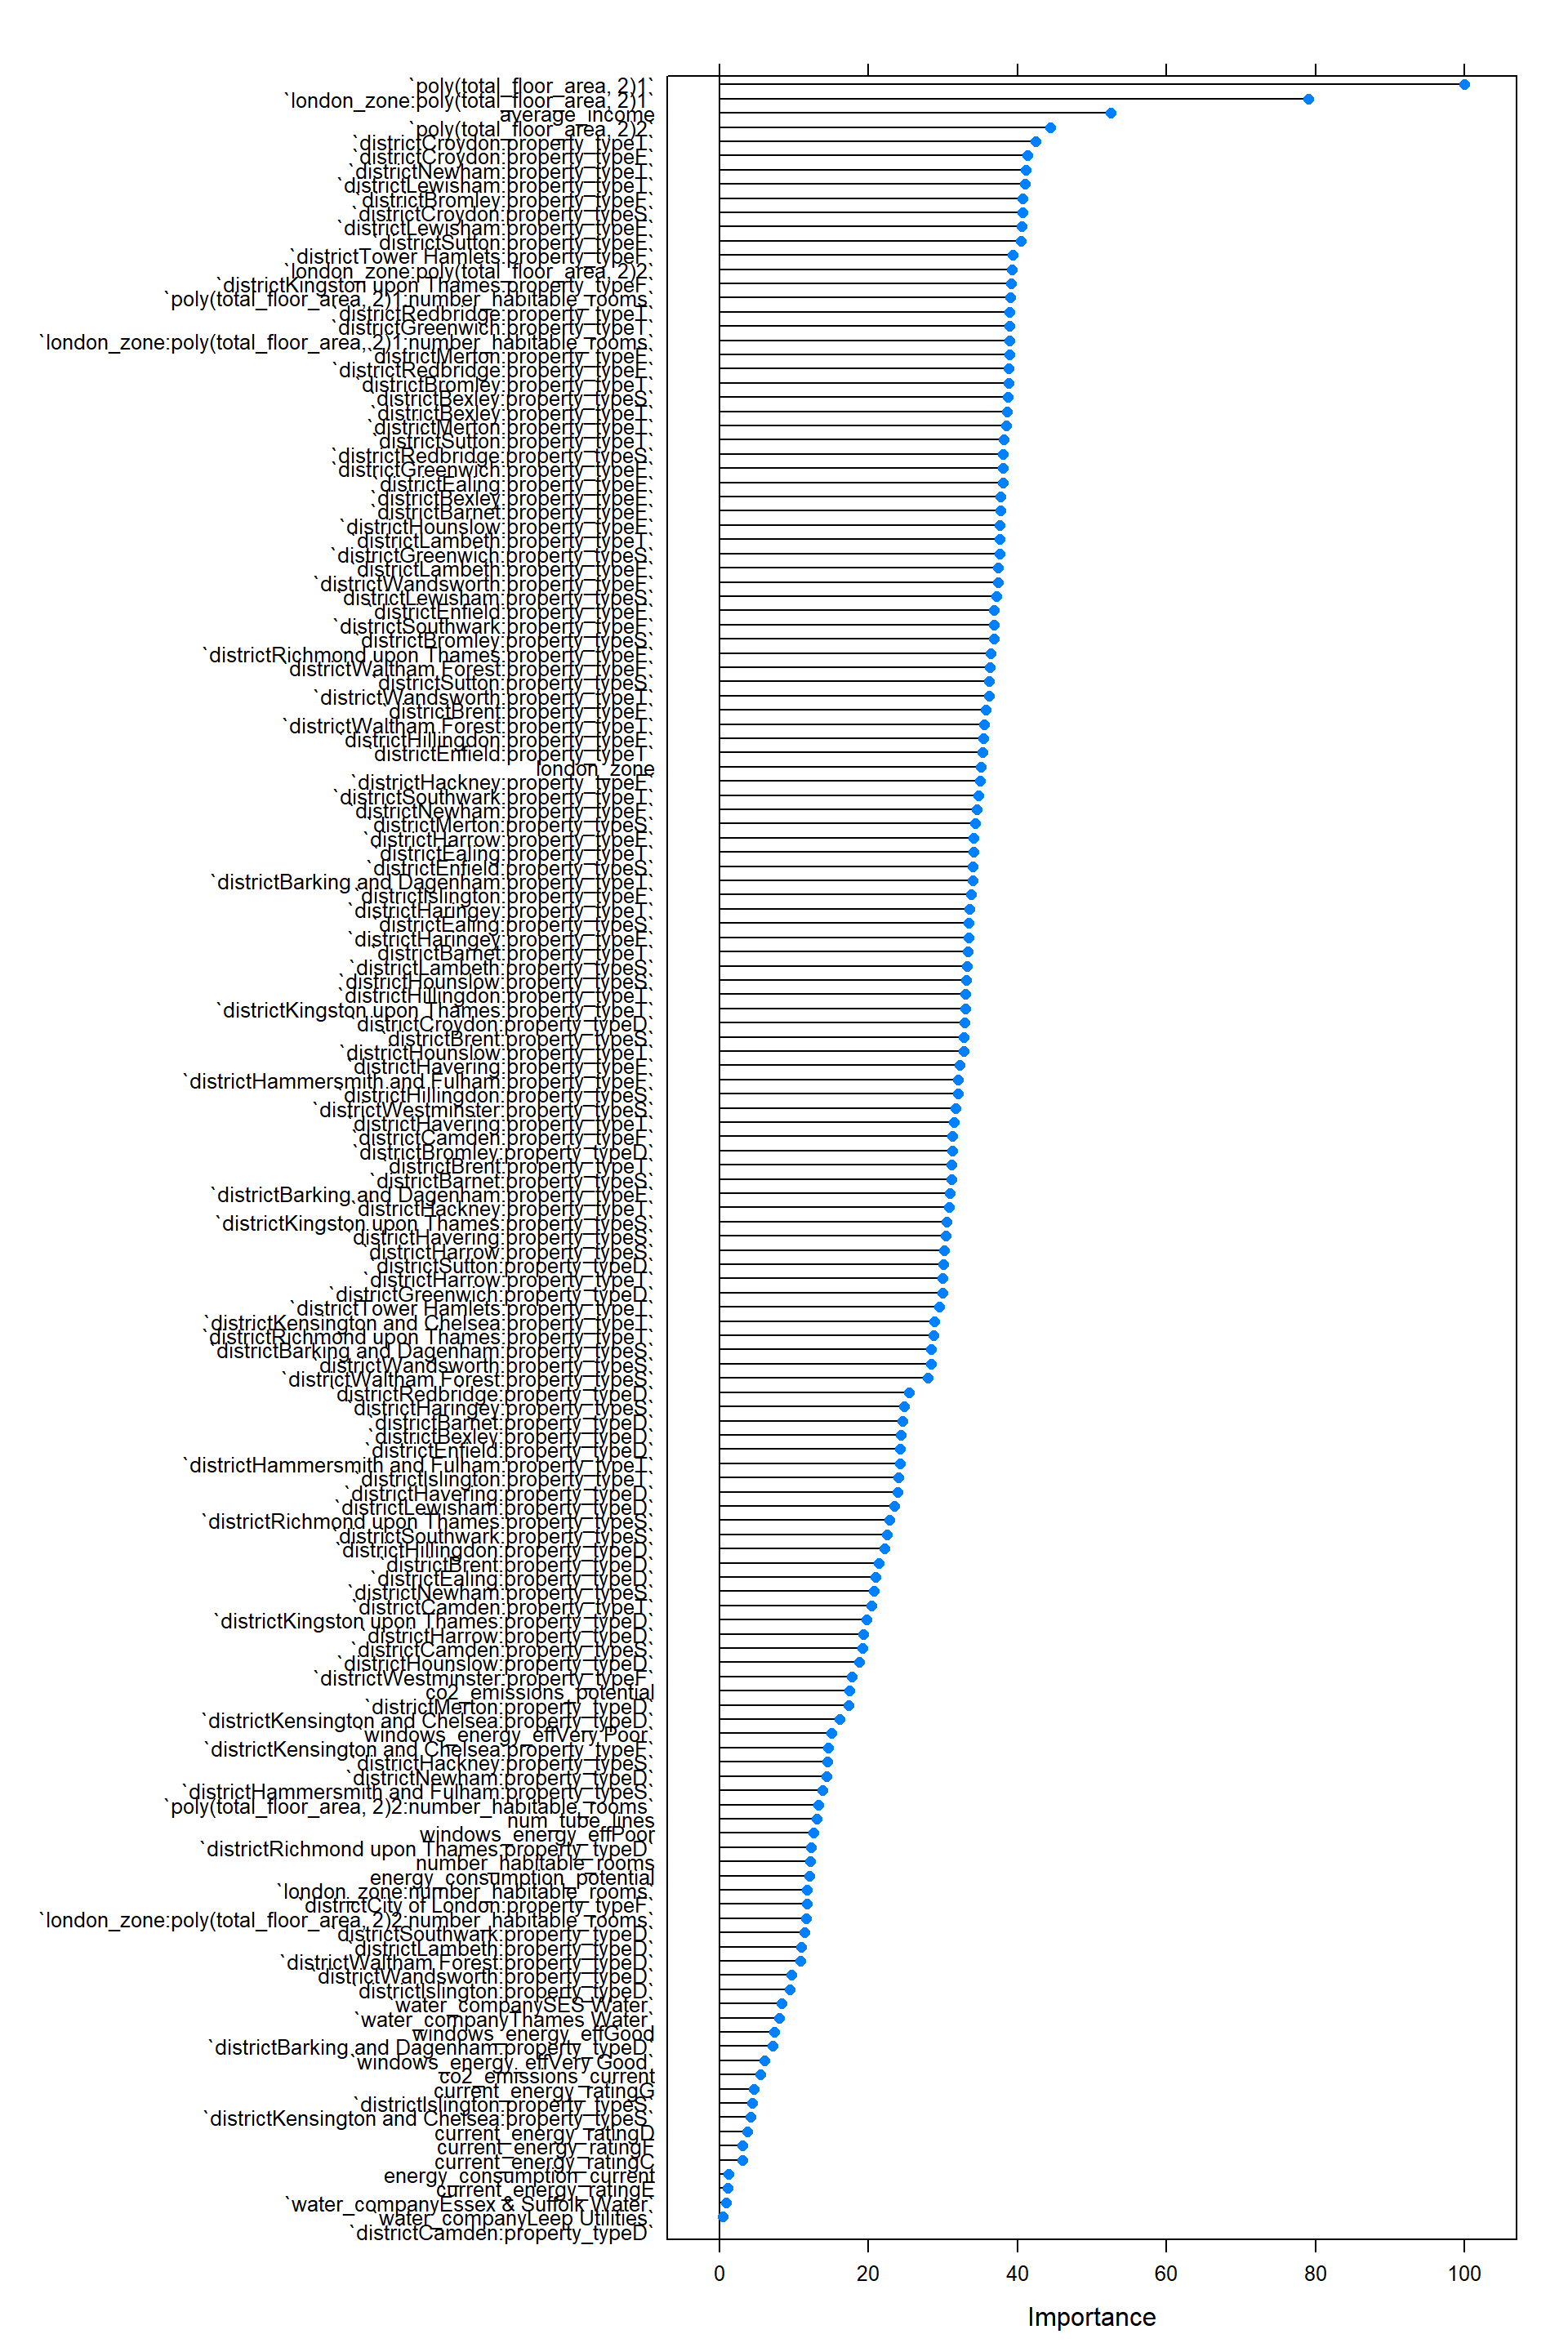 `poly(total_floor_area, 2)1`
`london_zone:poly(total_floor_area, 2)1`
average_income
`poly(total_floor_area, 2)2`
`districtCroydon:property_typeT`
`districtCroydon:property_typeF`
`districtNewham:property_typeT`
`districtLewisham:property_typeT`
`districtBromley:property_typeF`
`districtCroydon:property_typeS`
`districtLewisham:property_typeF`
`districtSutton:property_typeF`
`districtTower Hamlets:property_typeF`
`london_zone:poly(total_floor_area, 2)2`
`districtKingston upon Thames:property_typeF`
`poly(total_floor_area, 2)1:number_habitable_rooms`
`districtRedbridge:property_typeT`
`districtGreenwich:property_typeT`
`london_zone:poly(total_floor_area, 2)1:number_habitable_rooms`
`districtMerton:property_typeF`
`districtRedbridge:property_typeF`
`districtBromley:property_typeT`
`districtBexley:property_typeS`
`districtBexley:property_typeT`
`districtMerton:property_typeT`
`districtSutton:property_typeT`
`districtRedbridge:property_typeS`
`districtGreenwich:property_typeF`
`districtEaling:property_typeF`
`districtBexley:property_typeF`
`districtBarnet:property_typeF`
`districtHounslow:property_typeF`
`districtLambeth:property_typeT`
`districtGreenwich:property_typeS`
`districtLambeth:property_typeF`
`districtWandsworth:property_typeF`
`districtLewisham:property_typeS`
`districtEnfield:property_typeF`
`districtSouthwark:property_typeF`
`districtBromley:property_typeS`
`districtRichmond upon Thames:property_typeF`
`districtWaltham Forest:property_typeF`
`districtSutton:property_typeS`
`districtWandsworth:property_typeT`
`districtBrent:property_typeF`
`districtWaltham Forest:property_typeT`
`districtHillingdon:property_typeF`
`districtEnfield:property_typeT`
london_zone
`districtHackney:property_typeF`
`districtSouthwark:property_typeT`
`districtNewham:property_typeF`
`districtMerton:property_typeS`
`districtHarrow:property_typeF`
`districtEaling:property_typeT`
`districtEnfield:property_typeS`
`districtBarking and Dagenham:property_typeT`
`districtIslington:property_typeF`
`districtHaringey:property_typeT`
`districtEaling:property_typeS`
`districtHaringey:property_typeF`
`districtBarnet:property_typeT`
`districtLambeth:property_typeS`
`districtHounslow:property_typeS`
`districtHillingdon:property_typeT`
`districtKingston upon Thames:property_typeT`
`districtCroydon:property_typeD`
`districtBrent:property_typeS`
`districtHounslow:property_typeT`
`districtHavering:property_typeF`
`districtHammersmith and Fulham:property_typeF`
`districtHillingdon:property_typeS`
`districtWestminster:property_typeS`
`districtHavering:property_typeT`
`districtCamden:property_typeF`
`districtBromley:property_typeD`
`districtBrent:property_typeT`
`districtBarnet:property_typeS`
`districtBarking and Dagenham:property_typeF`
`districtHackney:property_typeT`
`districtKingston upon Thames:property_typeS`
`districtHavering:property_typeS`
`districtHarrow:property_typeS`
`districtSutton:property_typeD`
`districtHarrow:property_typeT`
`districtGreenwich:property_typeD`
`districtTower Hamlets:property_typeT`
`districtKensington and Chelsea:property_typeT`
`districtRichmond upon Thames:property_typeT`
`districtBarking and Dagenham:property_typeS`
`districtWandsworth:property_typeS`
`districtWaltham Forest:property_typeS`
`districtRedbridge:property_typeD`
`districtHaringey:property_typeS`
`districtBarnet:property_typeD`
`districtBexley:property_typeD`
`districtEnfield:property_typeD`
`districtHammersmith and Fulham:property_typeT`
`districtIslington:property_typeT`
`districtHavering:property_typeD`
`districtLewisham:property_typeD`
`districtRichmond upon Thames:property_typeS`
`districtSouthwark:property_typeS`
`districtHillingdon:property_typeD`
`districtBrent:property_typeD`
`districtEaling:property_typeD`
`districtNewham:property_typeS`
`districtCamden:property_typeT`
`districtKingston upon Thames:property_typeD`
`districtHarrow:property_typeD`
`districtCamden:property_typeS`
`districtHounslow:property_typeD`
`districtWestminster:property_typeF`
co2_emissions_potential
`districtMerton:property_typeD`
`districtKensington and Chelsea:property_typeD`
`windows_energy_effVery Poor`
`districtKensington and Chelsea:property_typeF`
`districtHackney:property_typeS`
`districtNewham:property_typeD`
`districtHammersmith and Fulham:property_typeS`
`poly(total_floor_area, 2)2:number_habitable_rooms`
num_tube_lines
windows_energy_effPoor
`districtRichmond upon Thames:property_typeD`
number_habitable_rooms
energy_consumption_potential
`london_zone:number_habitable_rooms`
`districtCity of London:property_typeF`
`london_zone:poly(total_floor_area, 2)2:number_habitable_rooms`
`districtSouthwark:property_typeD`
`districtLambeth:property_typeD`
`districtWaltham Forest:property_typeD`
`districtWandsworth:property_typeD`
`districtIslington:property_typeD`
`water_companySES Water`
`water_companyThames Water`
windows_energy_effGood
`districtBarking and Dagenham:property_typeD`
`windows_energy_effVery Good`
co2_emissions_current
current_energy_ratingG
`districtIslington:property_typeS`
`districtKensington and Chelsea:property_typeS`
current_energy_ratingD
current_energy_ratingF
current_energy_ratingC
energy_consumption_current
current_energy_ratingE
`water_companyEssex & Suffolk Water`
`water_companyLeep Utilities`
`districtCamden:property_typeD`
0 20 40 60 80 100
Importance